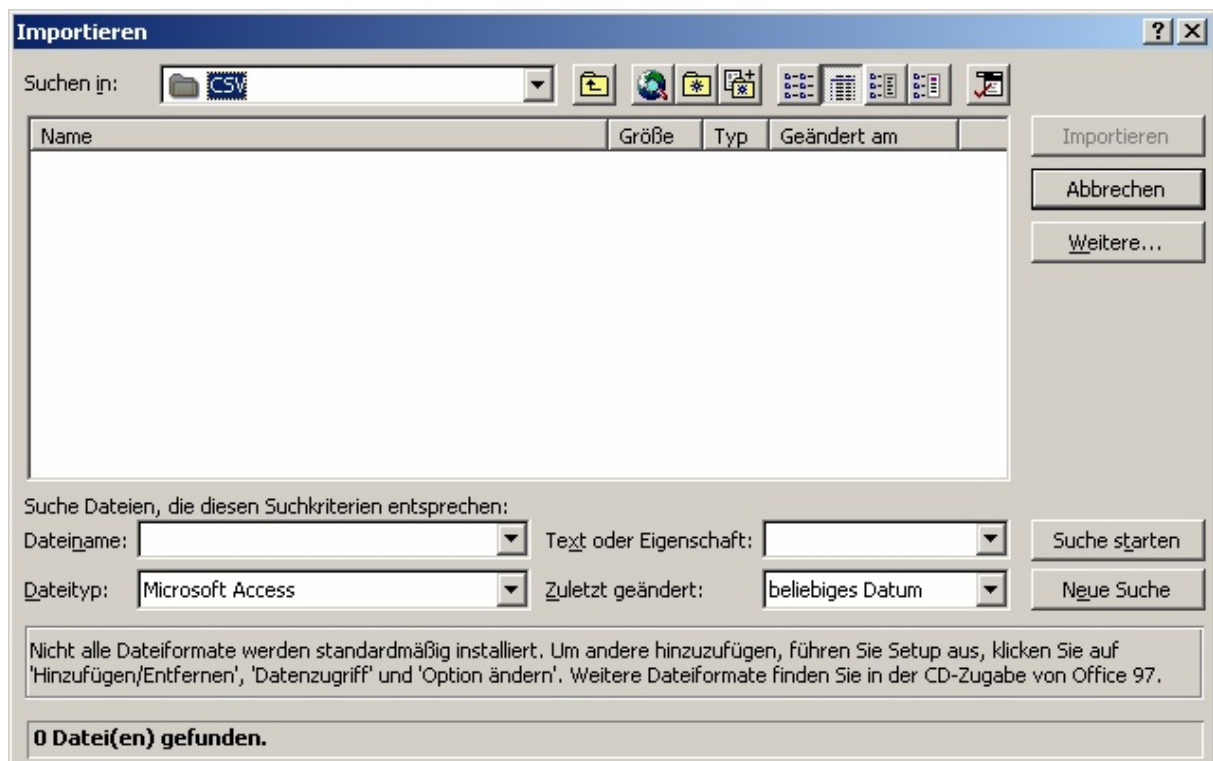 Importieren
Suchen in: CSV
Name Größe Typ Geändert am
Importieren
Abbrechen
Weitere...
Suche Dateien, die diesen Suchkriterien entsprechen:
Dateiname: Text oder Eigenschaft: Suche starten
Dateityp: Microsoft Access Zuletzt geändert: beliebiges Datum Neue Suche
Nicht alle Dateiformate werden standardmäßig installiert. Um andere hinzuzufügen, führen Sie Setup aus, klicken Sie auf
'Hinzufügen/Entfernen', 'Datenzugriff' und 'Option ändern'. Weitere Dateiformate finden Sie in der CD-Zugabe von Office 97.
0 Datei(en) gefunden.